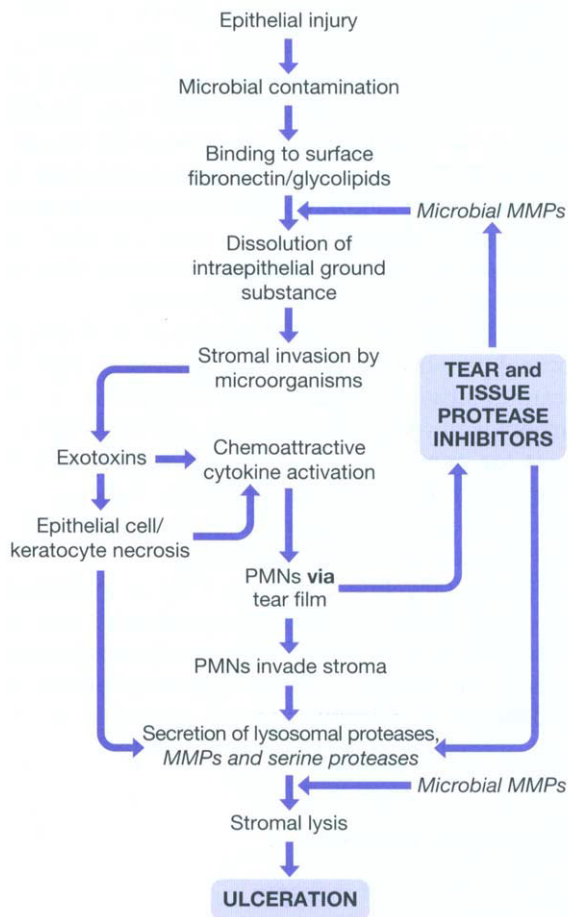 Epithelial injury
Microbial contamination
Binding to surface
fibronectin/glycolipids
Microbial MMPs
Dissolution of
intraepithelial ground
substance
Stromal invasion by
microorganisms
TEAR and
TISSUE
PROTEASE
INHIBITORS
Exotoxins
Chemoattractive
cytokine activation
Epithelial cell/
keratocyte necrosis
PMNs via
tear film
PMNs invade stroma
Secretion of lysosomal proteases,
MMPs and serine proteases
Microbial MMPs
Stromal lysis
ULCERATION